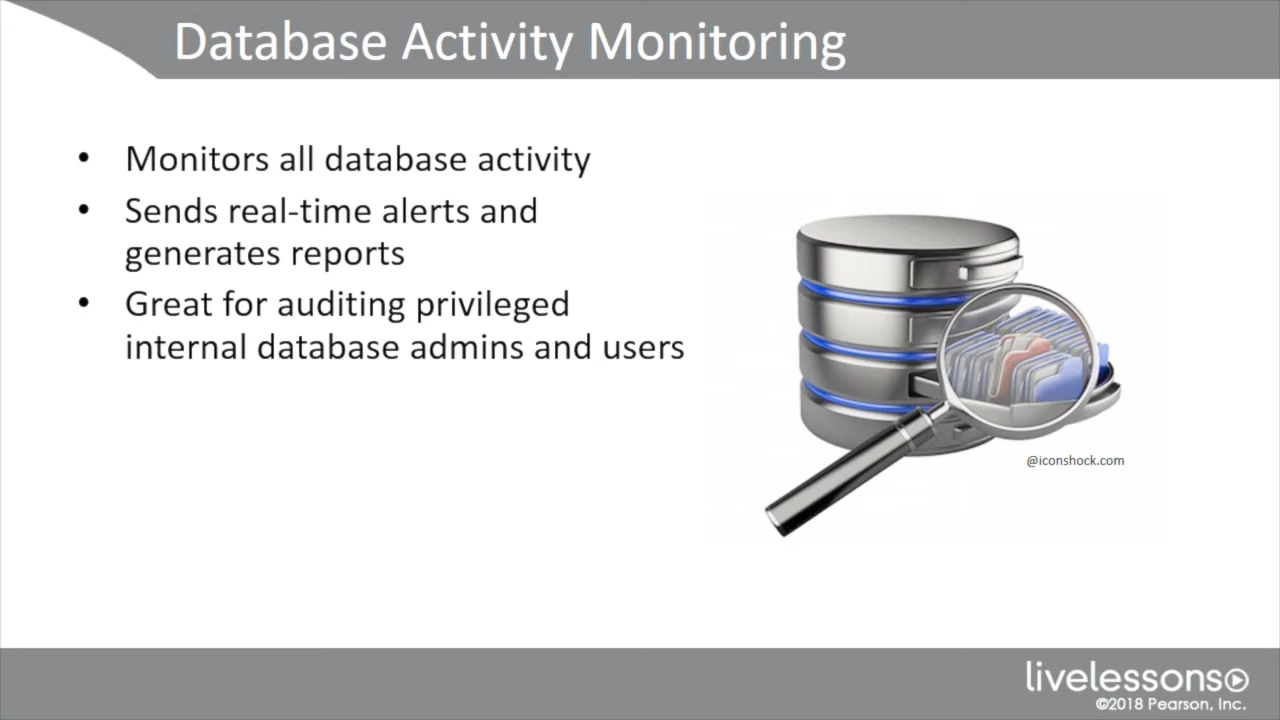 Database Activity Monitoring
• Monitors all database activity
• Sends real-time alerts and
generates reports
• Great for auditing privileged
internal database admins and users
@iconshock.com
livelessons
©2018 Pearson, Inc.